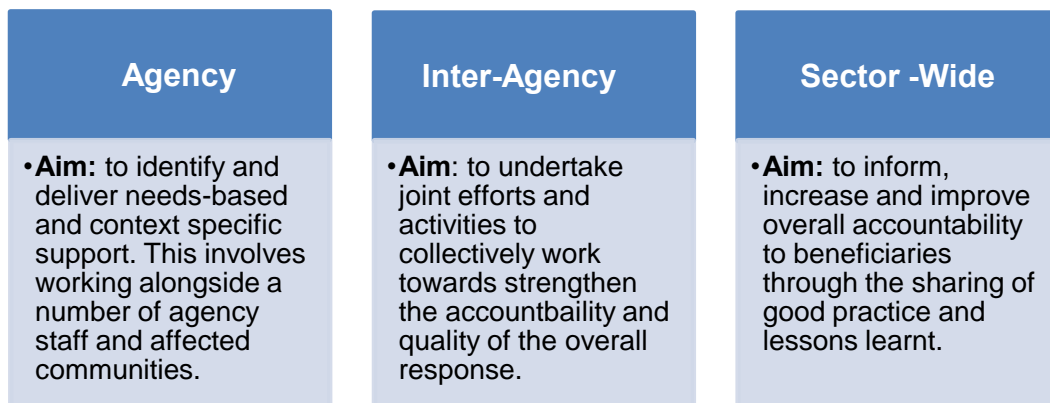 Agency
•Aim: to identify and
deliver needs-based
and context specific
support. This involves
working alongside a
number of agency
staff and affected
communities.
Inter-Agency
•Aim: to undertake
joint efforts and
activities to
collectively work
towards strengthen
the accountbaility and
quality of the overall
response.
Sector -Wide
•Aim: to inform,
increase and improve
overall accountability
to beneficiaries
through the sharing of
good practice and
lessons learnt.